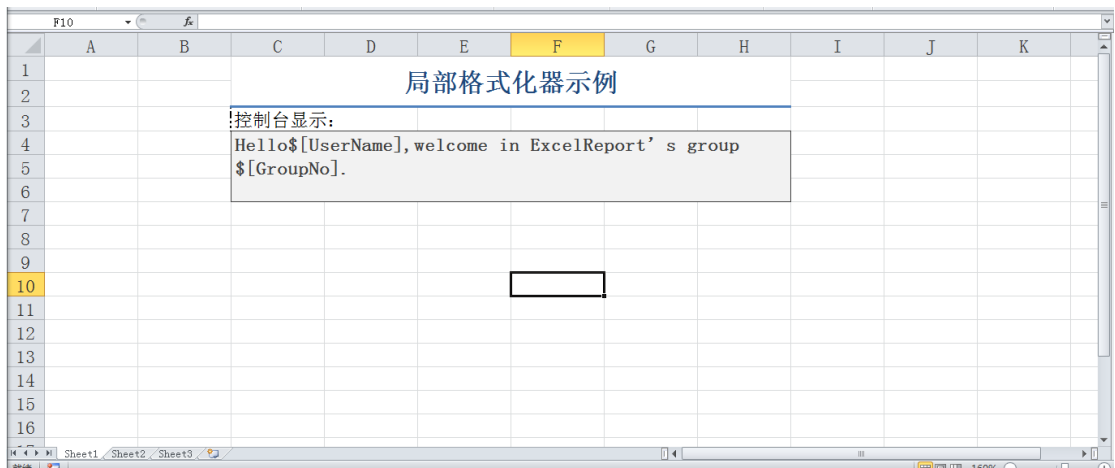 F10 fx
A B C D E F G H I J K
1
局部格式化器示例
2
3 控制台显示:
4 Hello$[UserName],welcome in ExcelReport’s group
5 $[GroupNo].
6
7
8
9
10
11
12
13
14
15
16
Sheet1 Sheet2 Sheet3
160%